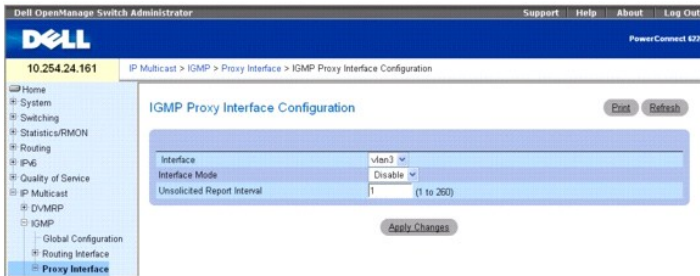 Dell OpenManage Switch Administrator
Support Help About Log Out
DELL
PowerConnect 622
10.254.24.161
IP Multicast > IGMP > Proxy Interface > IGMP Proxy Interface Configuration
Home
System
Switching
Statistics/RMON
Routing
IPv6
Quality of Service
IP Multicast
DVMRP
IGMP
Global Configuration
Routing Interface
Proxy Interface
IGMP Proxy Interface Configuration
Print Refresh
Interface vlan3
Interface Mode Disable
Unsolicited Report Interval 1 (1 to 260)
Apply Changes